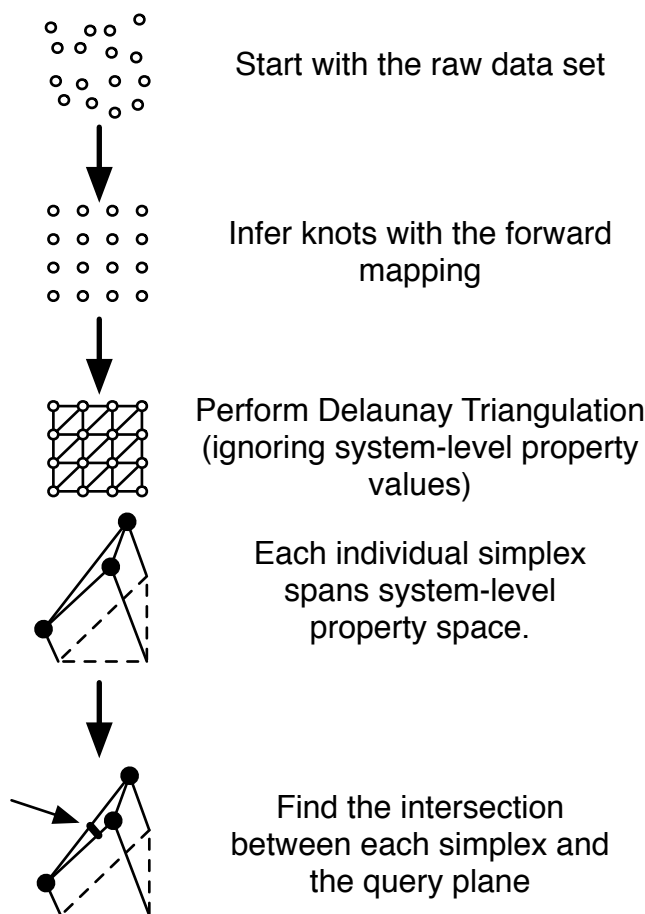 Start with the raw data set
Infer knots with the forward
mapping
Perform Delaunay Triangulation
(ignoring system-level property
values)
Each individual simplex
spans system-level
property space.
Find the intersection
between each simplex and
the query plane